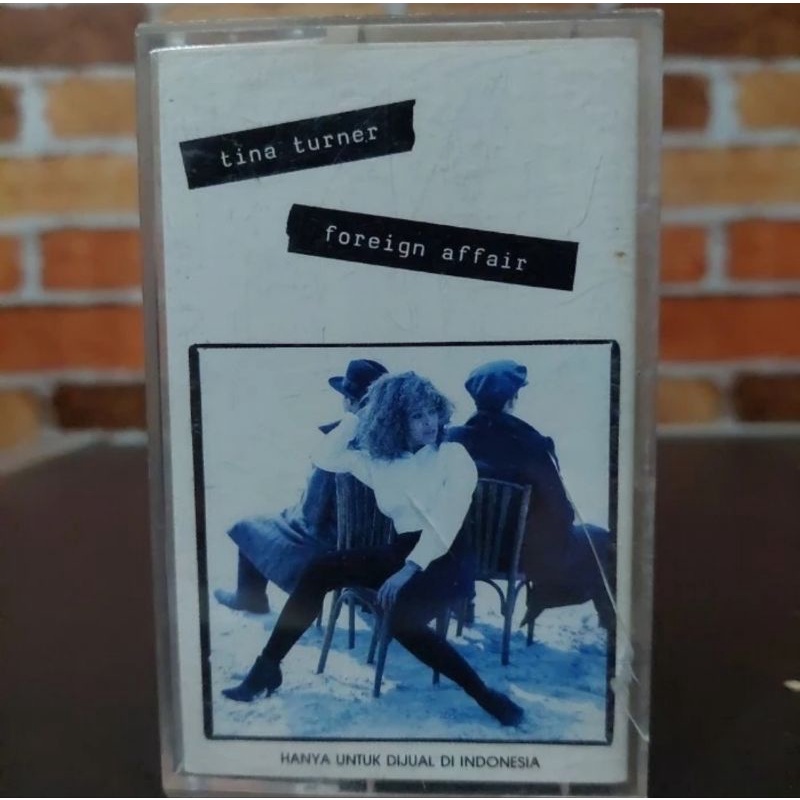 tina turner
foreign affair
HANYA UNTUK DIJUAL DI INDONESIA